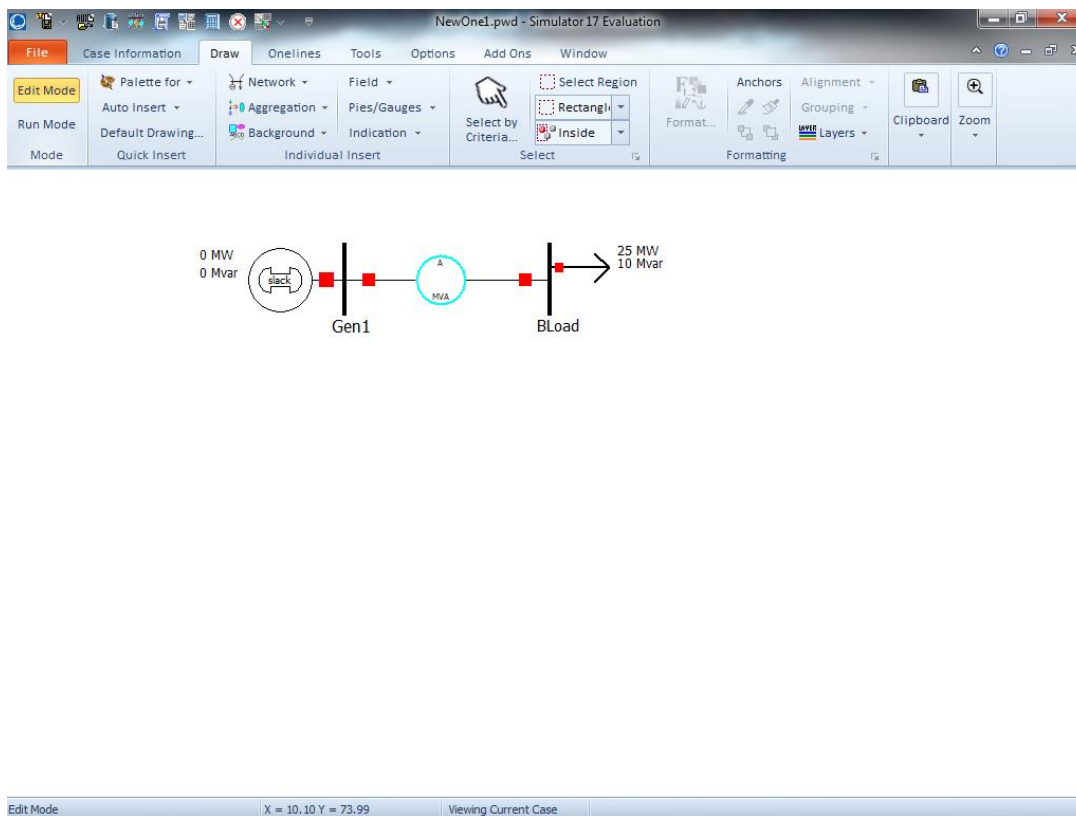 NewOne1.pwd - Simulator 17 Evaluation
File Case Information Draw Onelines Tools Options Add Ons Window
Edit Mode
Run Mode
Mode
Palette for
Auto Insert
Default Drawing...
Quick Insert
Network Field
Aggregation Pies/Gauges
Background Indication
Individual Insert
Select by
Criteria...
Select Region
Rectangl
Inside
Select
Format...
Anchors
Formatting
Alignment
Grouping
Layers
Clipboard
Zoom
0 MW
0 Mvar
slack
Gen1
A
MVA
BLoad
25 MW
10 Mvar
Edit Mode X = 10.10 Y = 73.99 Viewing Current Case